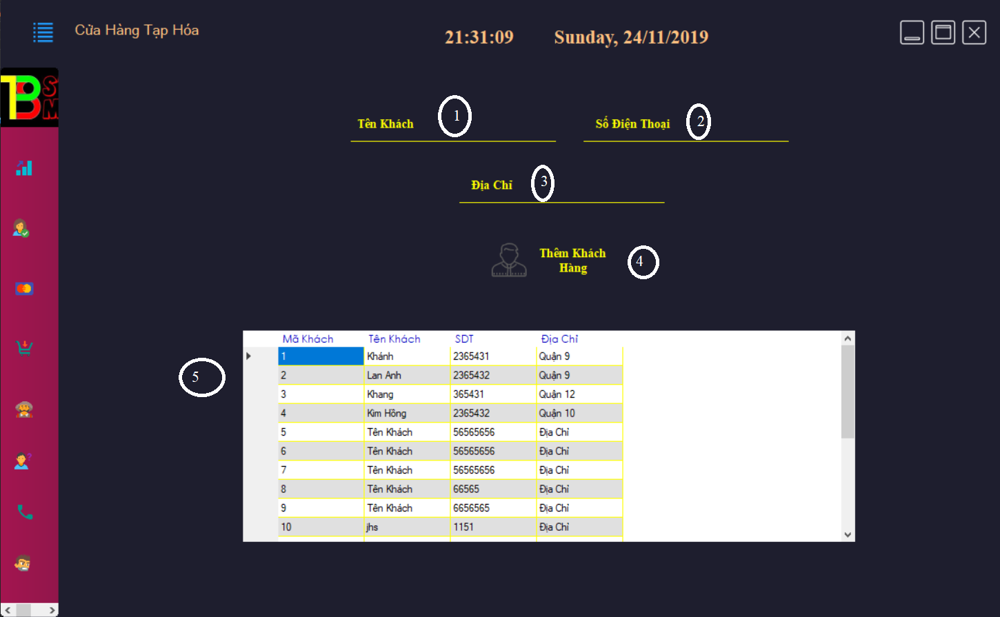 Cửa Hàng Tạp Hóa
21:31:09 Sunday, 24/11/2019
TB SM
Tên Khách 1 Số Điện Thoại 2
Địa Chỉ 3
Thêm Khách
Hàng 4
5
Mã Khách Tên Khách SDT Địa Chỉ
1 Khánh 2365431 Quận 9
2 Lan Anh 2365432 Quận 9
3 Khang 365431 Quận 12
4 Kim Hồng 2365432 Quận 10
5 Tên Khách 56565656 Địa Chỉ
6 Tên Khách 56565656 Địa Chỉ
7 Tên Khách 56565656 Địa Chỉ
8 Tên Khách 66565 Địa Chỉ
9 Tên Khách 6656565 Địa Chỉ
10 jhs 1151 Địa Chỉ